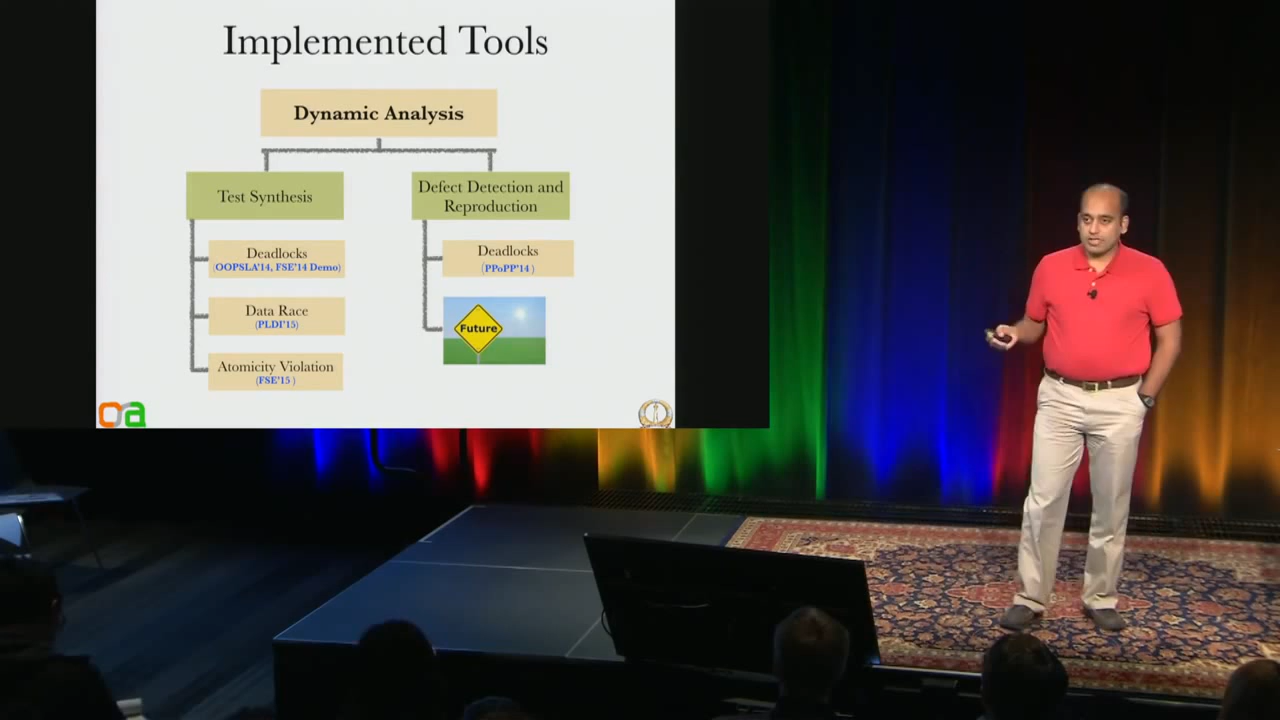 Implemented Tools
Dynamic Analysis
Test Synthesis
Deadlocks
(OOPSLA'14, FSE'14 Demo)
Data Race
(PLDI'15)
Atomicity Violation
(FSE'15 )
Defect Detection and
Reproduction
Deadlocks
(PPoPP'14 )
Future